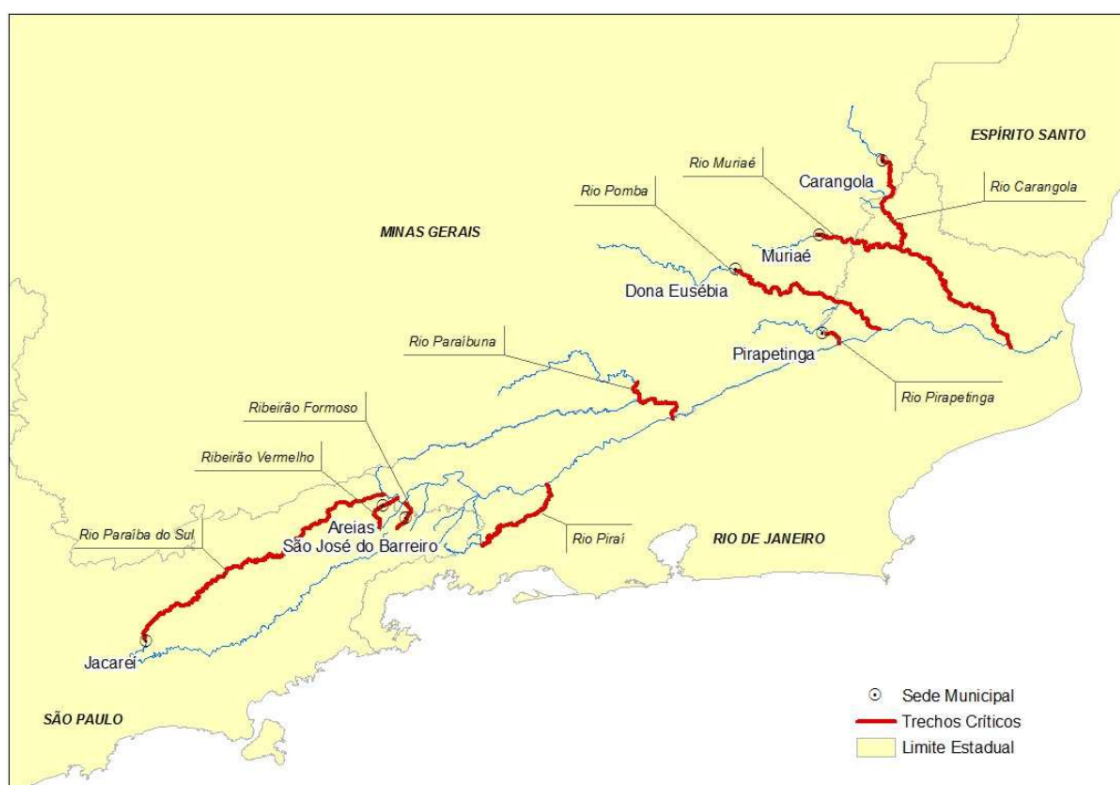 ESPÍRITO SANTO
Rio Muriaé
Carangola
Rio Carangola
Rio Pomba
MINAS GERAIS
Muriaé
Dona Eusébia
Rio Paraíbuna
Pirapetinga
Rio Pirapetinga
Ribeirão Formoso
Ribeirão Vermelho
Areias
Rio Paraíba do Sul
São José do Barreiro
Rio Piraí
RIO DE JANEIRO
Jacareí
SÃO PAULO
Sede Municipal
Trechos Críticos
Limite Estadual